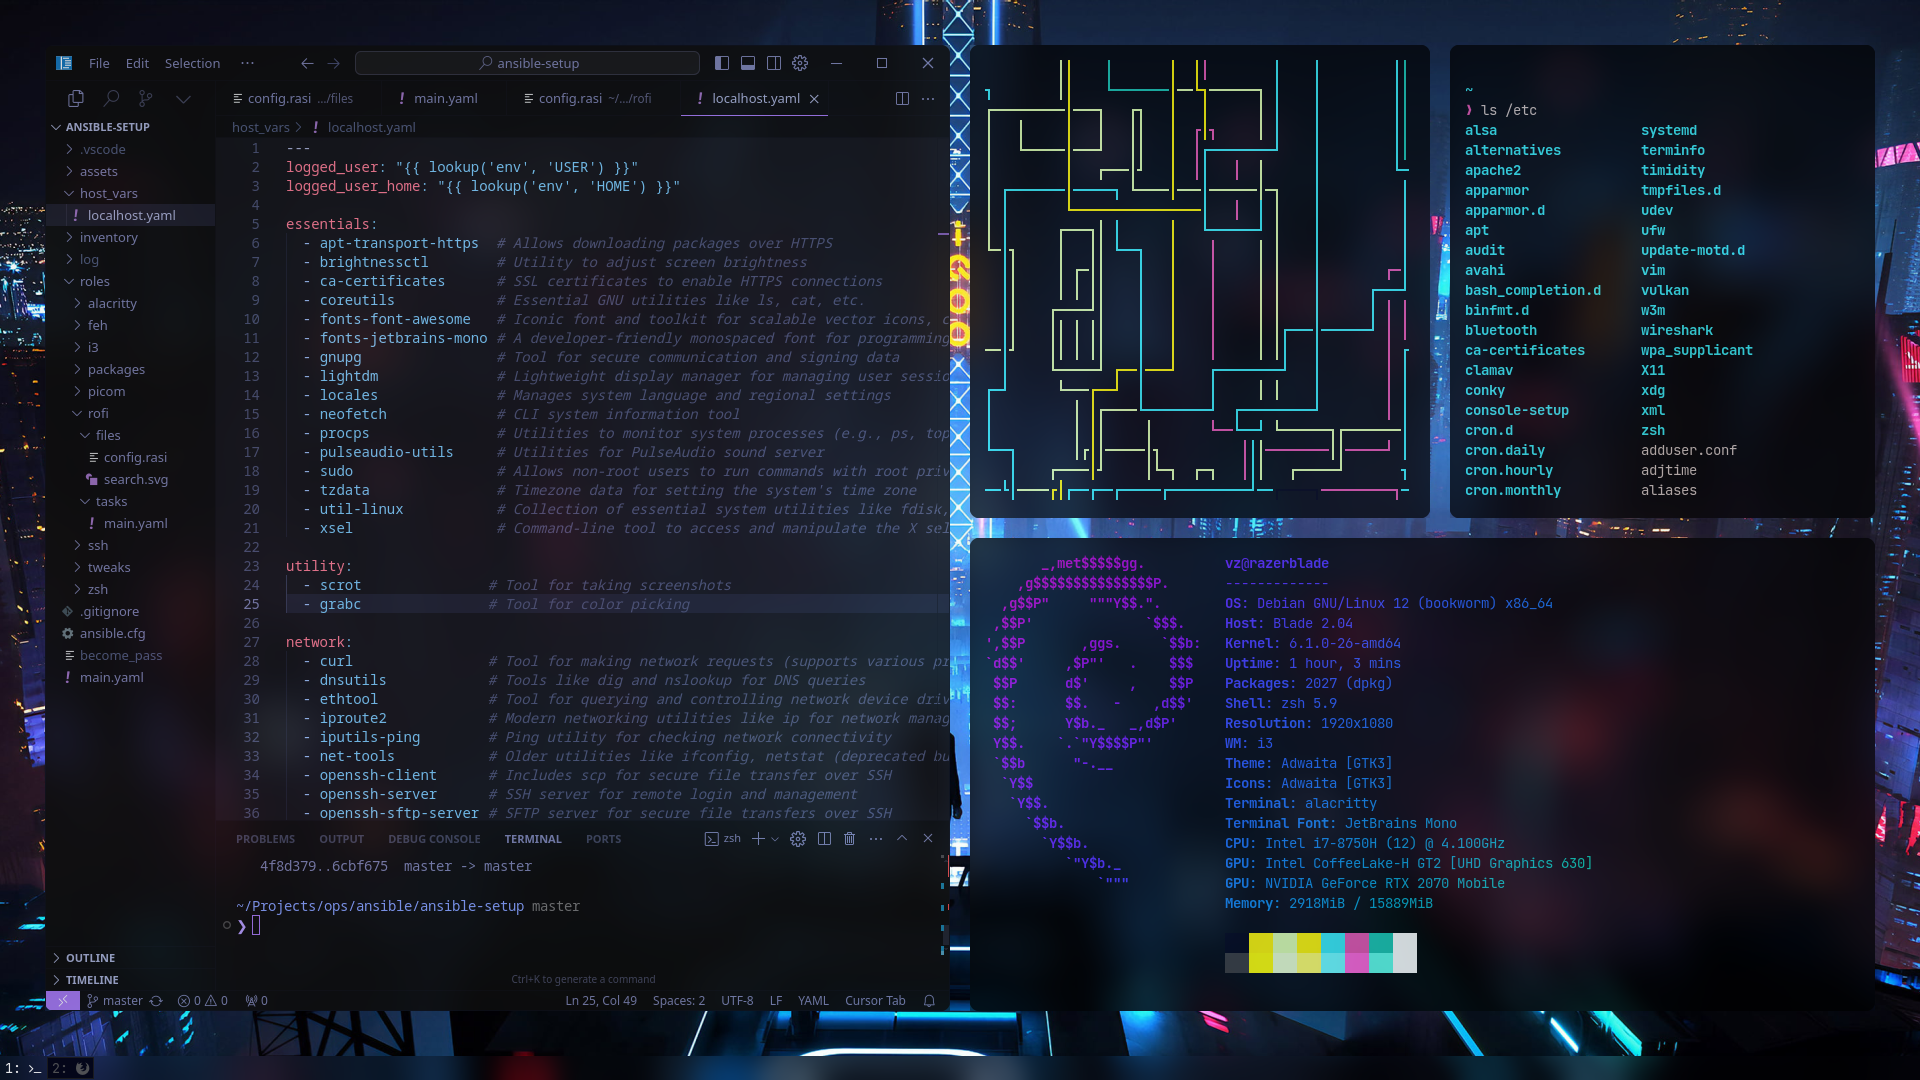 File Edit Selection ··· ansible-setup
config.rasi .../files ! main.yaml config.rasi ~/.../rofi ! localhost.yaml
ANSIBLE-SETUP
.vscode
assets
host_vars
! localhost.yaml
inventory
log
roles
alacritty
feh
i3
packages
picom
rofi
files
config.rasi
search.svg
tasks
! main.yaml
ssh
tweaks
zsh
.gitignore
ansible.cfg
become_pass
! main.yaml
OUTLINE
TIMELINE
host_vars > ! localhost.yaml
1 ---
2 logged_user: "{{ lookup('env', 'USER') }}"
3 logged_user_home: "{{ lookup('env', 'HOME') }}"
4
5 essentials:
6 - apt-transport-https # Allows downloading packages over HTTPS
7 - brightnessctl # Utility to adjust screen brightness
8 - ca-certificates # SSL certificates to enable HTTPS connections
9 - coreutils # Essential GNU utilities like ls, cat, etc.
10 - fonts-font-awesome # Iconic font and toolkit for scalable vector icons,
11 - fonts-jetbrains-mono # A developer-friendly monospaced font for programming
12 - gnupg # Tool for secure communication and signing data
13 - lightdm # Lightweight display manager for managing user sessio
14 - locales # Manages system language and regional settings
15 - neofetch # CLI system information tool
16 - procps # Utilities to monitor system processes (e.g., ps, top
17 - pulseaudio-utils # Utilities for PulseAudio sound server
18 - sudo # Allows non-root users to run commands with root priv
19 - tzdata # Timezone data for setting the system's time zone
20 - util-linux # Collection of essential system utilities like fdisk,
21 - xsel # Command-line tool to access and manipulate the X sel
22
23 utility:
24 - scrot # Tool for taking screenshots
25 - grabc # Tool for color picking
26
27 network:
28 - curl # Tool for making network requests (supports various pr
29 - dnsutils # Tools like dig and nslookup for DNS queries
30 - ethtool # Tool for querying and controlling network device driv
31 - iproute2 # Modern networking utilities like ip for network manag
32 - iputils-ping # Ping utility for checking network connectivity
33 - net-tools # Older utilities like ifconfig, netstat (deprecated bu
34 - openssh-client # Includes scp for secure file transfer over SSH
35 - openssh-server # SSH server for remote login and management
36 - openssh-sftp-server # SFTP server for secure file transfers over SSH
PROBLEMS OUTPUT DEBUG CONSOLE TERMINAL PORTS zsh
4f8d379..6cbf675 master -> master
~/Projects/ops/ansible/ansible-setup master
❯
Ctrl+K to generate a command
master 0 0 0 Ln 25, Col 49 Spaces: 2 UTF-8 LF YAML Cursor Tab
~
❯ ls /etc
alsa systemd
alternatives terminfo
apache2 timidity
apparmor tmpfiles.d
apparmor.d udev
apt ufw
audit update-motd.d
avahi vim
bash_completion.d vulkan
binfmt.d w3m
bluetooth wireshark
ca-certificates wpa_supplicant
clamav X11
conky xdg
console-setup xml
cron.d zsh
cron.daily adduser.conf
cron.hourly adjtime
cron.monthly aliases
_,met$$$$$gg.
,g$$$$$$$$$$$$$$$P.
,g$$P" """Y$$.".
,$$P' `$$$.
',$$P ,ggs. `$$b:
`d$$' ,$P"' . $$$
$$P d$' , $$P
$$: $$. - ,d$$'
$$; Y$b._ _,d$P'
Y$$. `.`"Y$$$$P"'
`$$b "-.__
`Y$$
`Y$$.
`$$b.
`Y$$b.
`"Y$b._
`"""
vz@razerblade
-------------
OS: Debian GNU/Linux 12 (bookworm) x86_64
Host: Blade 2.04
Kernel: 6.1.0-26-amd64
Uptime: 1 hour, 3 mins
Packages: 2027 (dpkg)
Shell: zsh 5.9
Resolution: 1920x1080
WM: i3
Theme: Adwaita [GTK3]
Icons: Adwaita [GTK3]
Terminal: alacritty
Terminal Font: JetBrains Mono
CPU: Intel i7-8750H (12) @ 4.100GHz
GPU: Intel CoffeeLake-H GT2 [UHD Graphics 630]
GPU: NVIDIA GeForce RTX 2070 Mobile
Memory: 2918MiB / 15889MiB
1: 2: